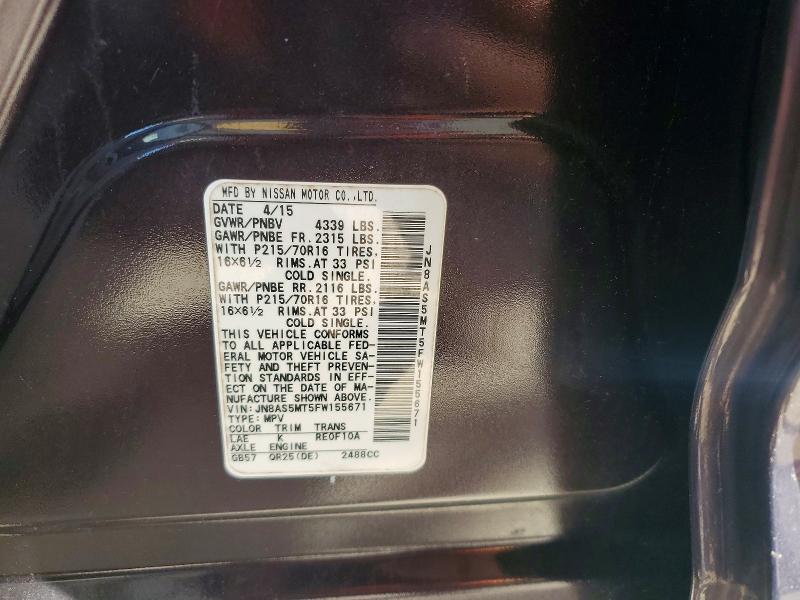 MFD BY NISSAN MOTOR CO.,LTD.
DATE 4/15
GVWR/PNBV 4339 LBS.
GAWR/PNBE FR. 2315 LBS.
WITH P215/70R16 TIRES.
16×6½ RIMS.AT 33 PSI
COLD SINGLE.
GAWR/PNBE RR. 2116 LBS.
WITH P215/70R16 TIRES.
16×6½ RIMS.AT 33 PSI
COLD SINGLE.
THIS VEHICLE CONFORMS
TO ALL APPLICABLE FED-
ERAL MOTOR VEHICLE SA-
FETY AND THEFT PREVEN-
TION STANDARDS IN EFF-
ECT ON THE DATE OF MA-
NUFACTURE SHOWN ABOVE.
VIN: JN8AS5MT5FW155671
TYPE: MPV
COLOR TRIM TRANS
LAE K RE0F10A
AXLE ENGINE
GB57 QR25(DE) 2488CC
JN8AS5MT5FW155671